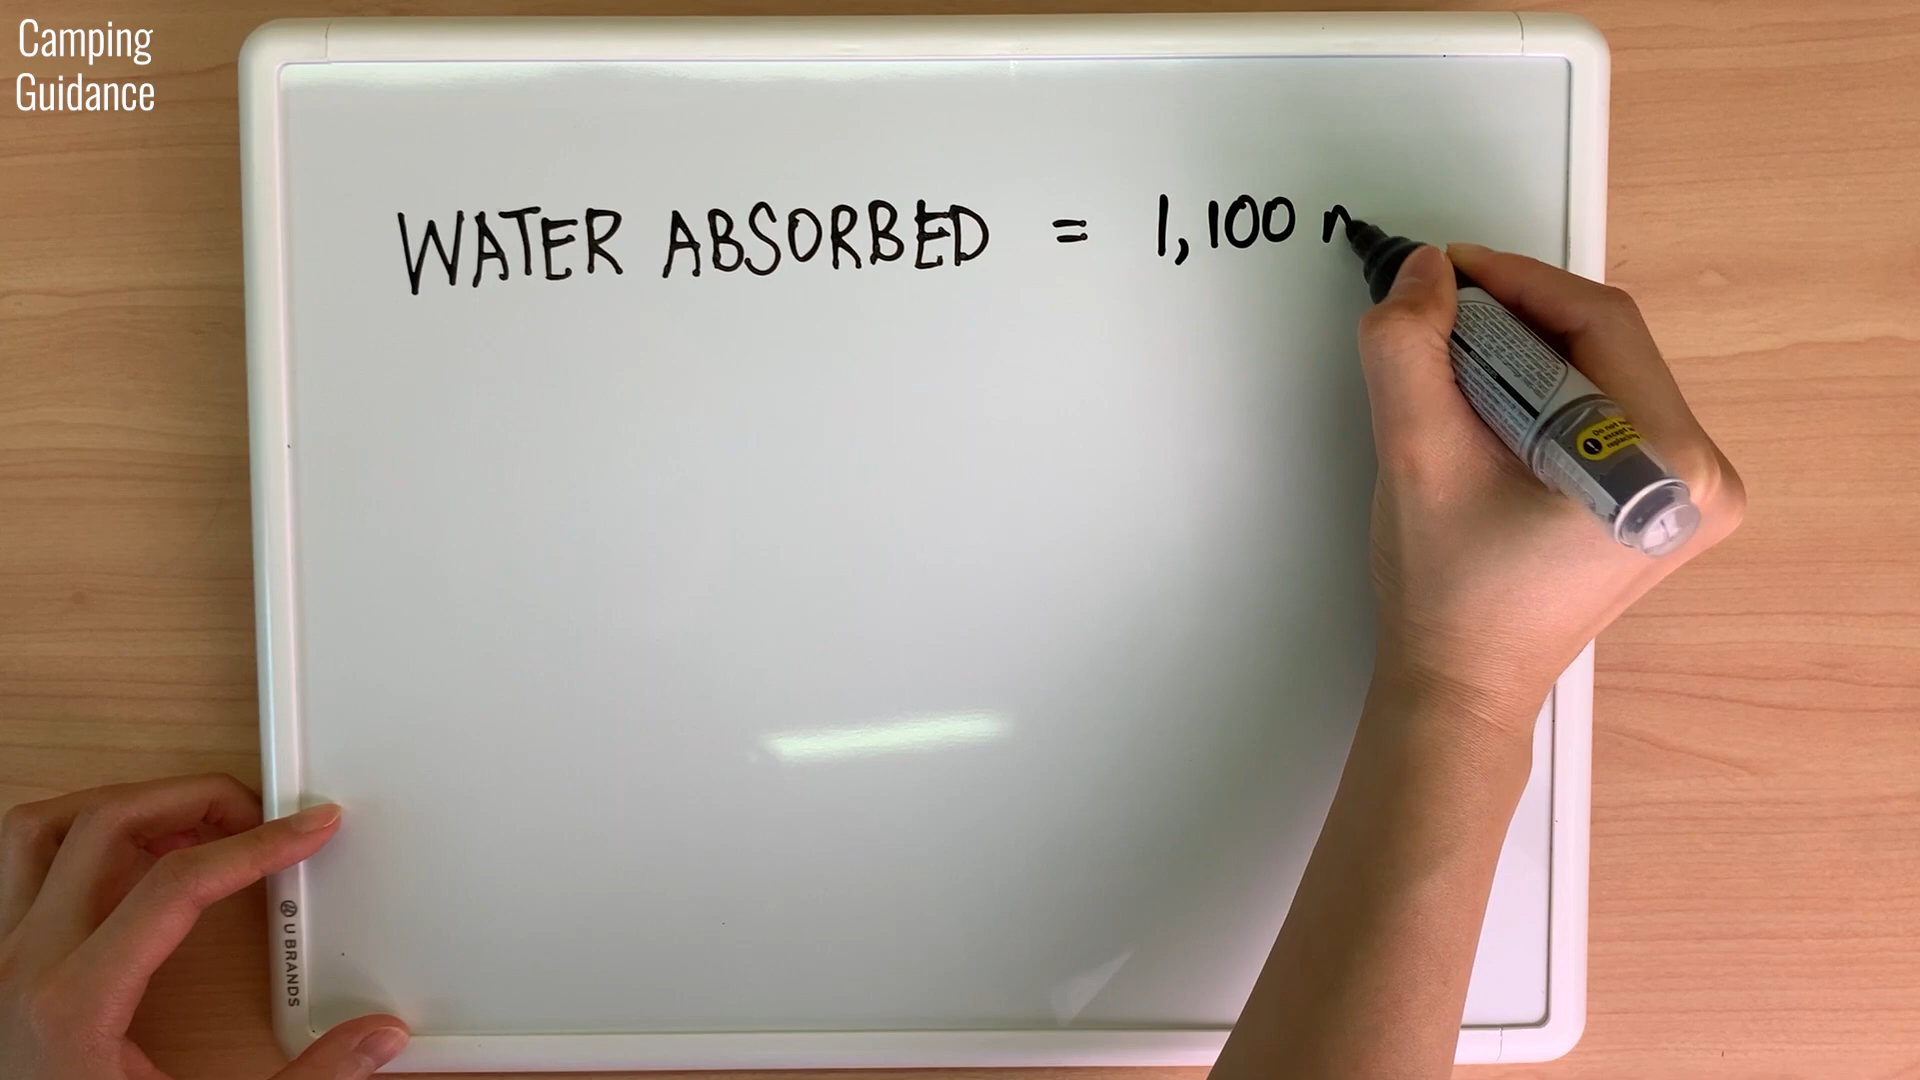 Camping
Guidance
WATER ABSORBED = 1,100
U BRANDS